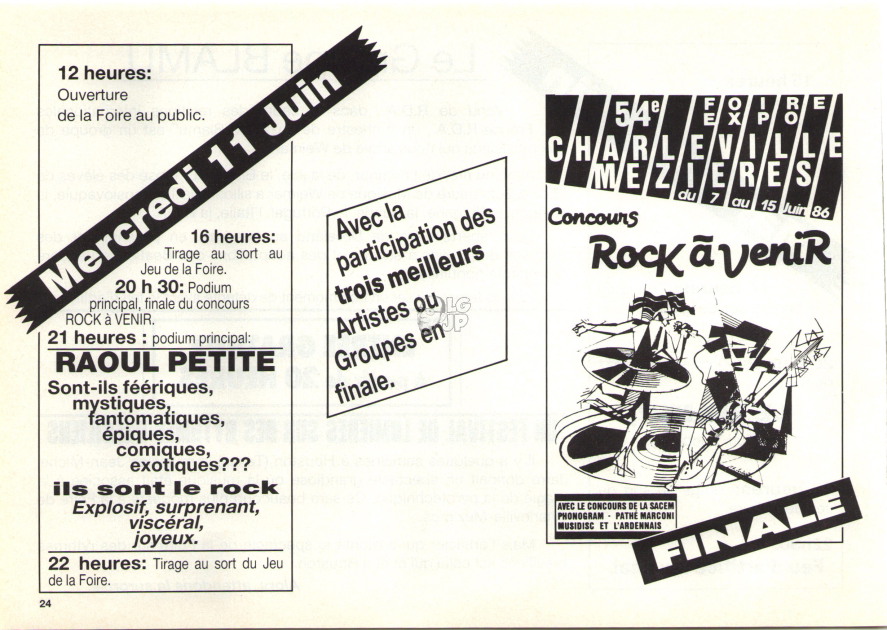 12 heures:
Ouverture
de la Foire au public.
Mercredi 11 Juin
16 heures:
Tirage au sort au
Jeu de la Foire.
20 h 30: Podium
principal, finale du concours
ROCK à VENIR.
21 heures : podium principal:
RAOUL PETITE
Sont-ils féériques,
mystiques,
fantomatiques,
épiques,
comiques,
exotiques???
ils sont le rock
Explosif, surprenant,
viscéral,
joyeux.
22 heures: Tirage au sort du Jeu
de la Foire.
24
Avec la
participation des
trois meilleurs
Artistes ou
Groupes en
finale.
LG
JP
54e FOIRE
EXPO
CHARLEVILLE
MEZIERES
du 7 au 15 Juin 86
Concours
Rock ã veniR
AVEC LE CONCOURS DE LA SACEM
PHONOGRAM - PATHÉ MARCONI
MUSIDISC ET L'ARDENNAIS
FINALE